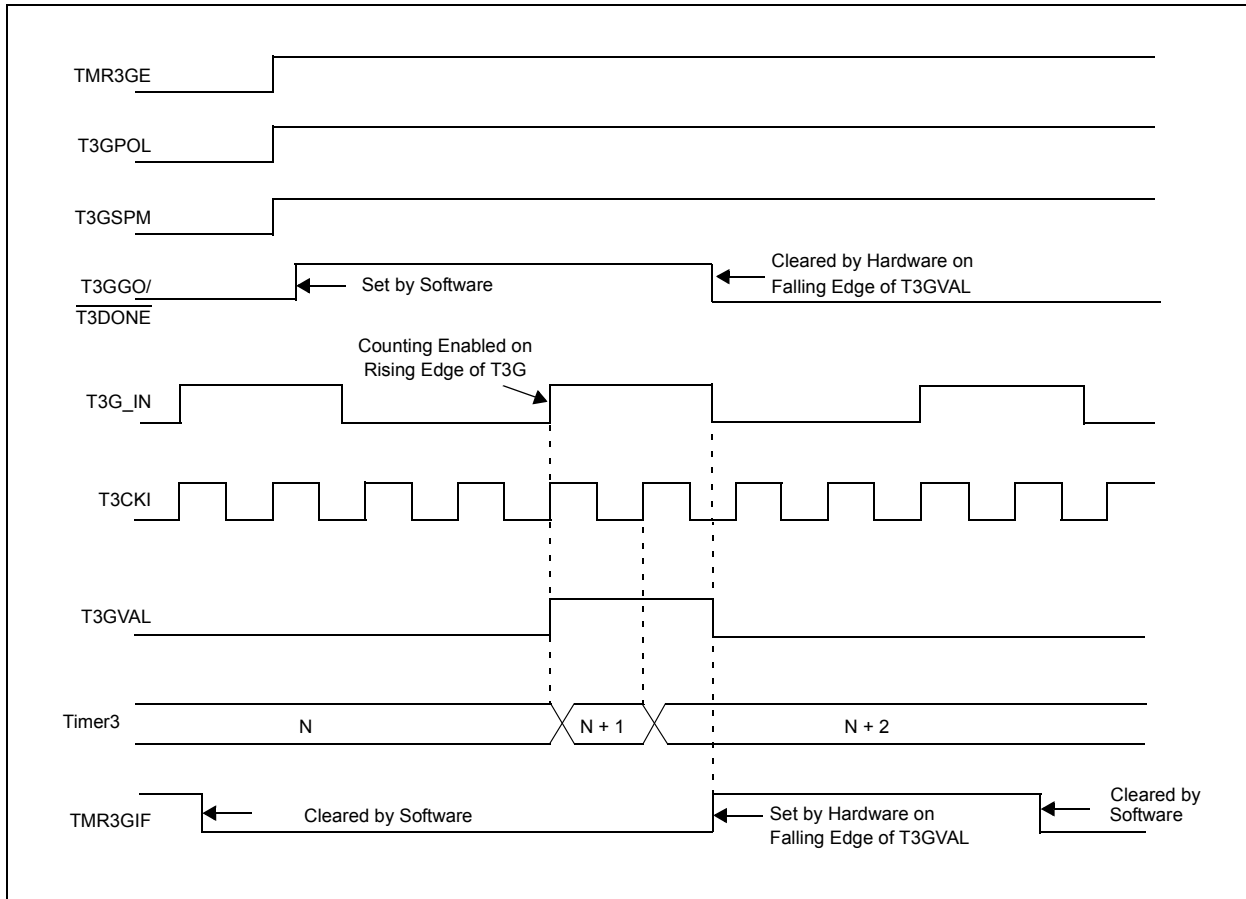 TMR3GE
T3GPOL
T3GSPM
T3GGO/
T3DONE
Set by Software
Cleared by Hardware on
Falling Edge of T3GVAL
Counting Enabled on
Rising Edge of T3G
T3G_IN
T3CKI
T3GVAL
Timer3
N
N + 1
N + 2
TMR3GIF
Cleared by Software
Set by Hardware on
Falling Edge of T3GVAL
Cleared by
Software